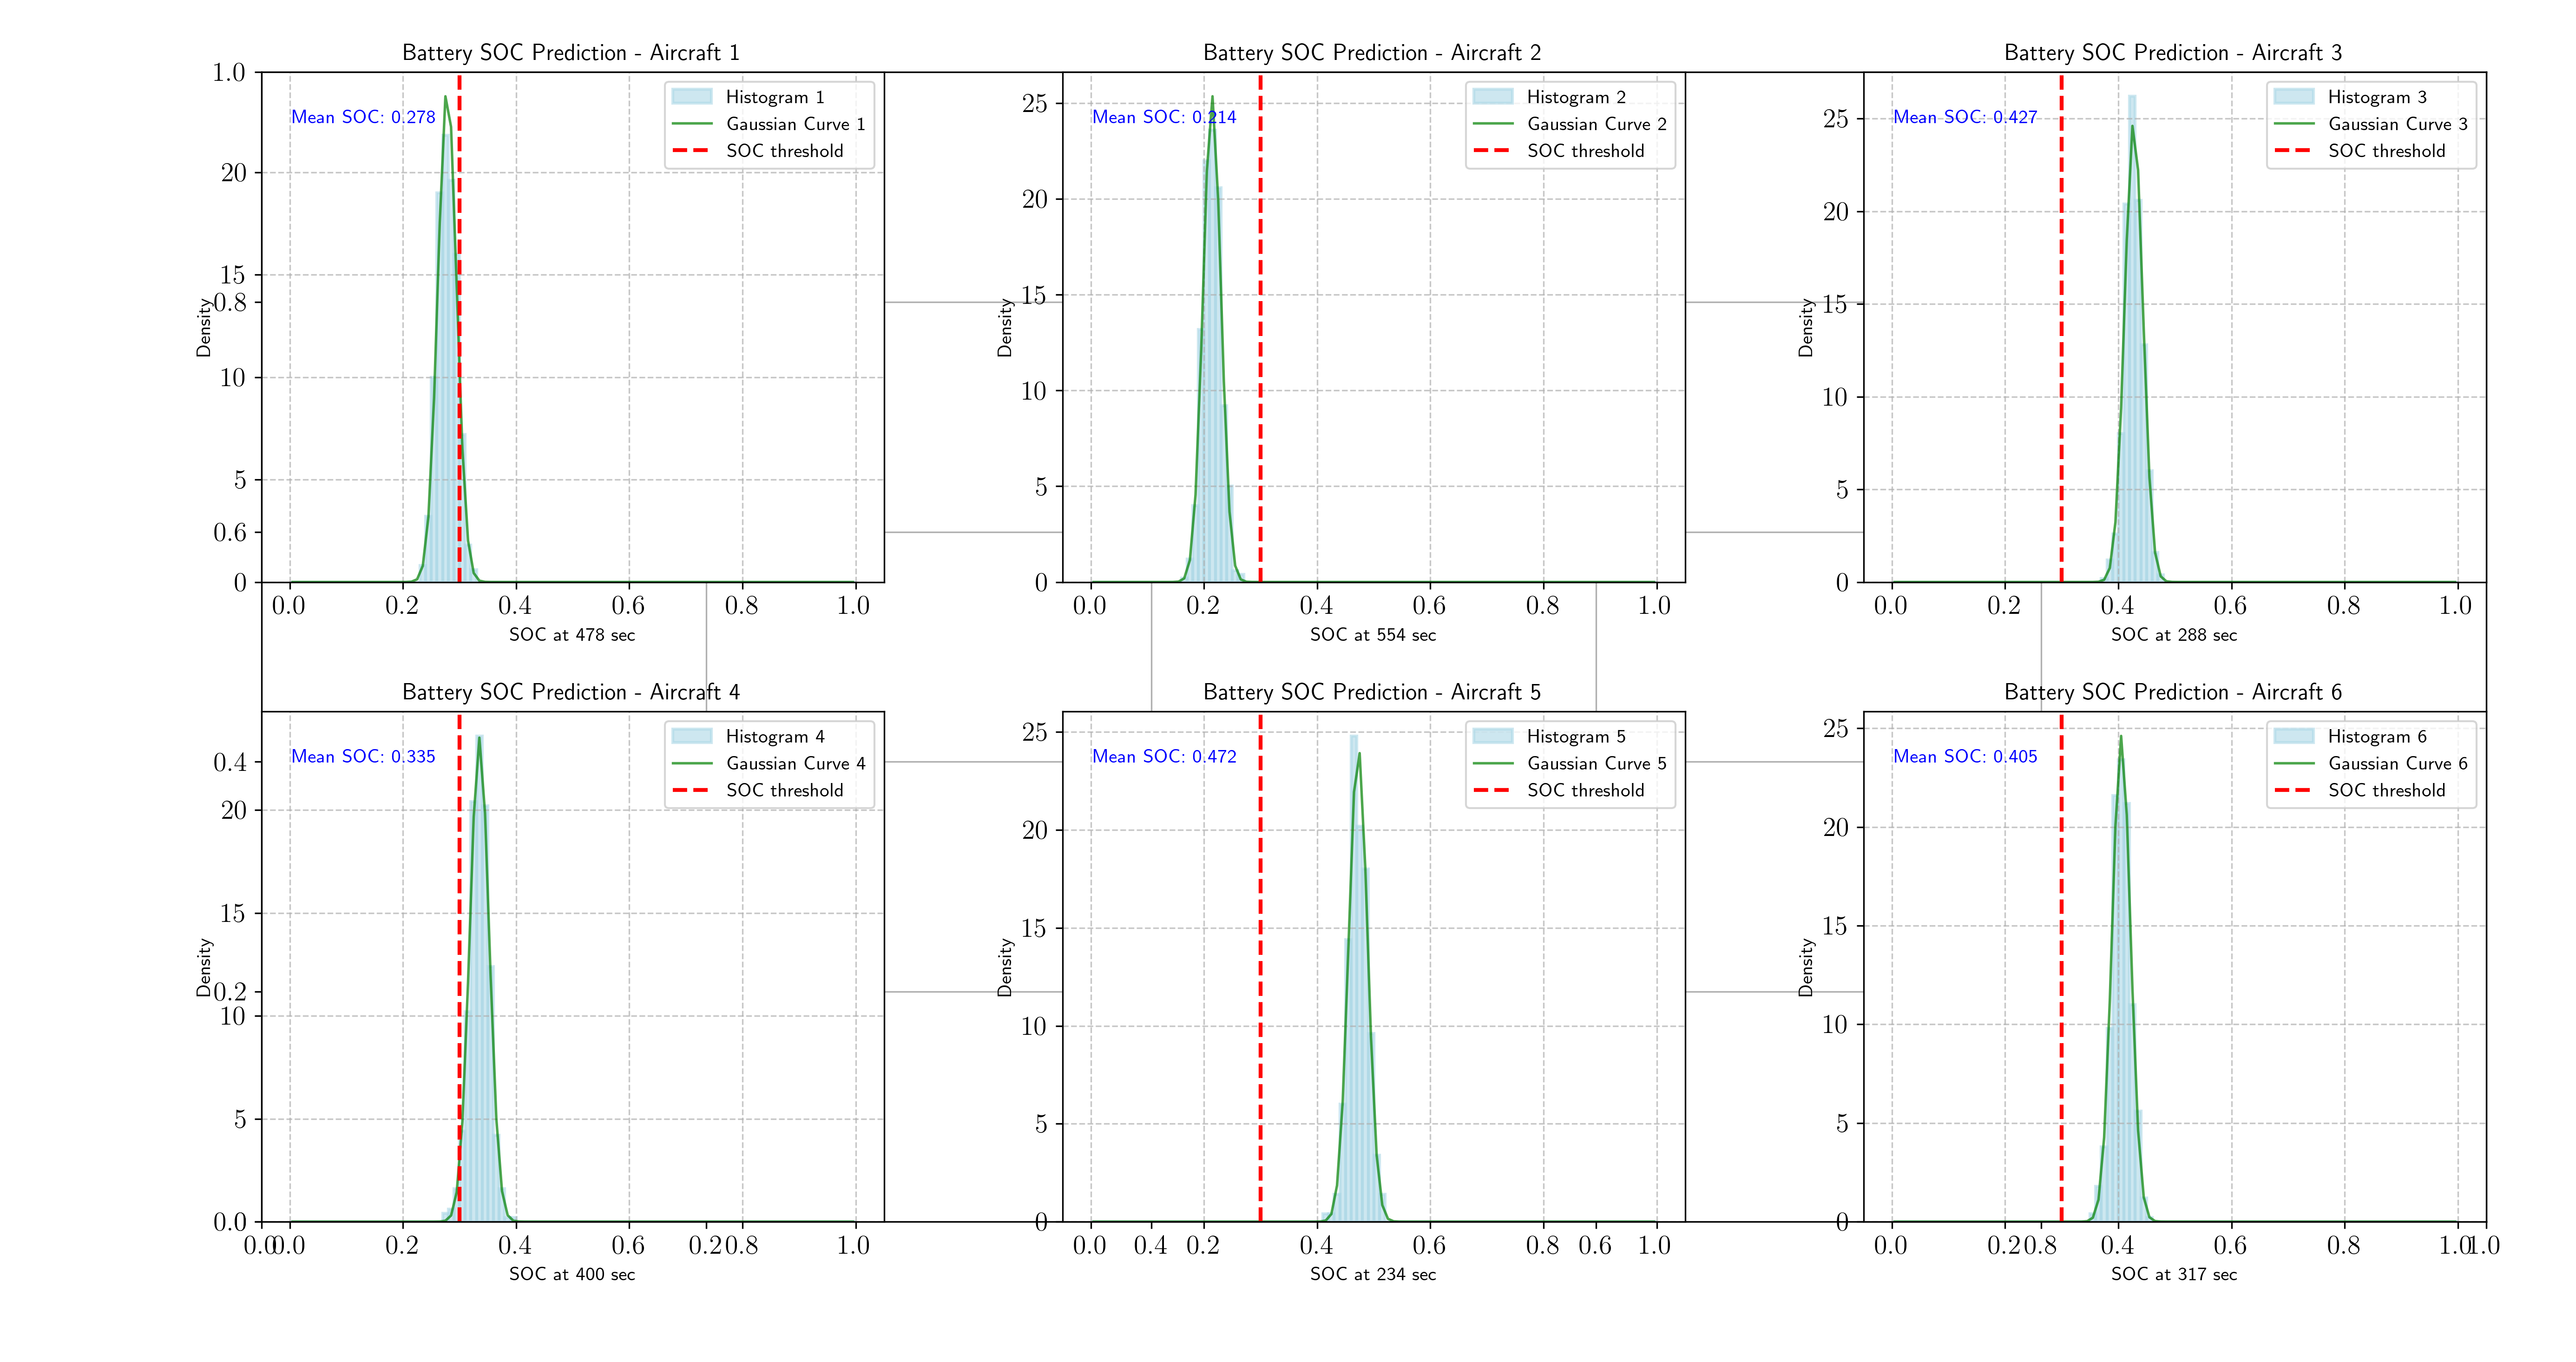 Battery SOC Prediction - Aircraft 1
Mean SOC: 0.278
Histogram 1
Gaussian Curve 1
SOC threshold
Density
1.0
20
15
0.8
10
5
0.6
0
0.0 0.2 0.4 0.6 0.8 1.0
SOC at 478 sec
Battery SOC Prediction - Aircraft 2
Mean SOC: 0.214
Histogram 2
Gaussian Curve 2
SOC threshold
Density
25
20
15
10
5
0
0.0 0.2 0.4 0.6 0.8 1.0
SOC at 554 sec
Battery SOC Prediction - Aircraft 3
Mean SOC: 0.427
Histogram 3
Gaussian Curve 3
SOC threshold
Density
25
20
15
10
5
0
0.0 0.2 0.4 0.6 0.8 1.0
SOC at 288 sec
Battery SOC Prediction - Aircraft 4
Mean SOC: 0.335
Histogram 4
Gaussian Curve 4
SOC threshold
Density
0.4
20
15
0.2
10
5
0.0
0.0 0.0 0.2 0.4 0.6 0.2 0.8 1.0
SOC at 400 sec
Battery SOC Prediction - Aircraft 5
Mean SOC: 0.472
Histogram 5
Gaussian Curve 5
SOC threshold
Density
25
20
15
10
5
0
0.0 0.4 0.2 0.4 0.6 0.8 0.6 1.0
SOC at 234 sec
Battery SOC Prediction - Aircraft 6
Mean SOC: 0.405
Histogram 6
Gaussian Curve 6
SOC threshold
Density
25
20
15
10
5
0
0.0 0.2 0.8 0.4 0.6 0.8 1.0 1.0
SOC at 317 sec